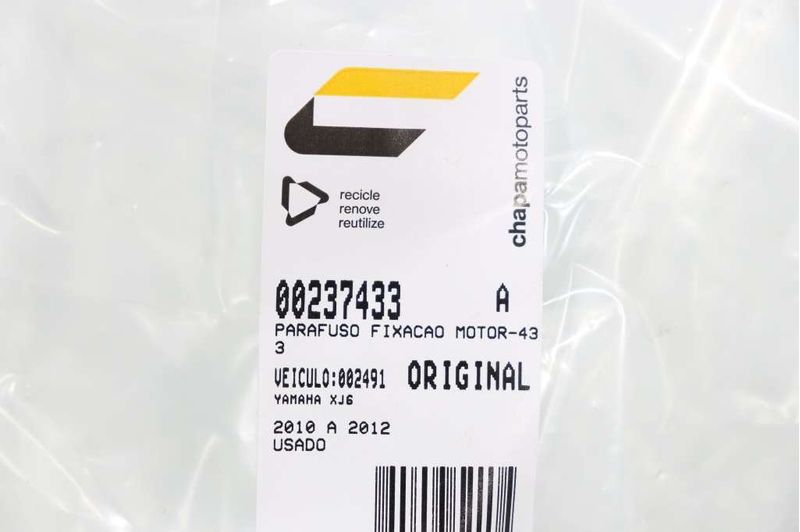 chapamotoparts
recicle
renove
reutilize
00237433 A
PARAFUSO FIXACAO MOTOR-43
3
VEICULO:002491 ORIGINAL
YAMAHA XJ6
2010 A 2012
USADO